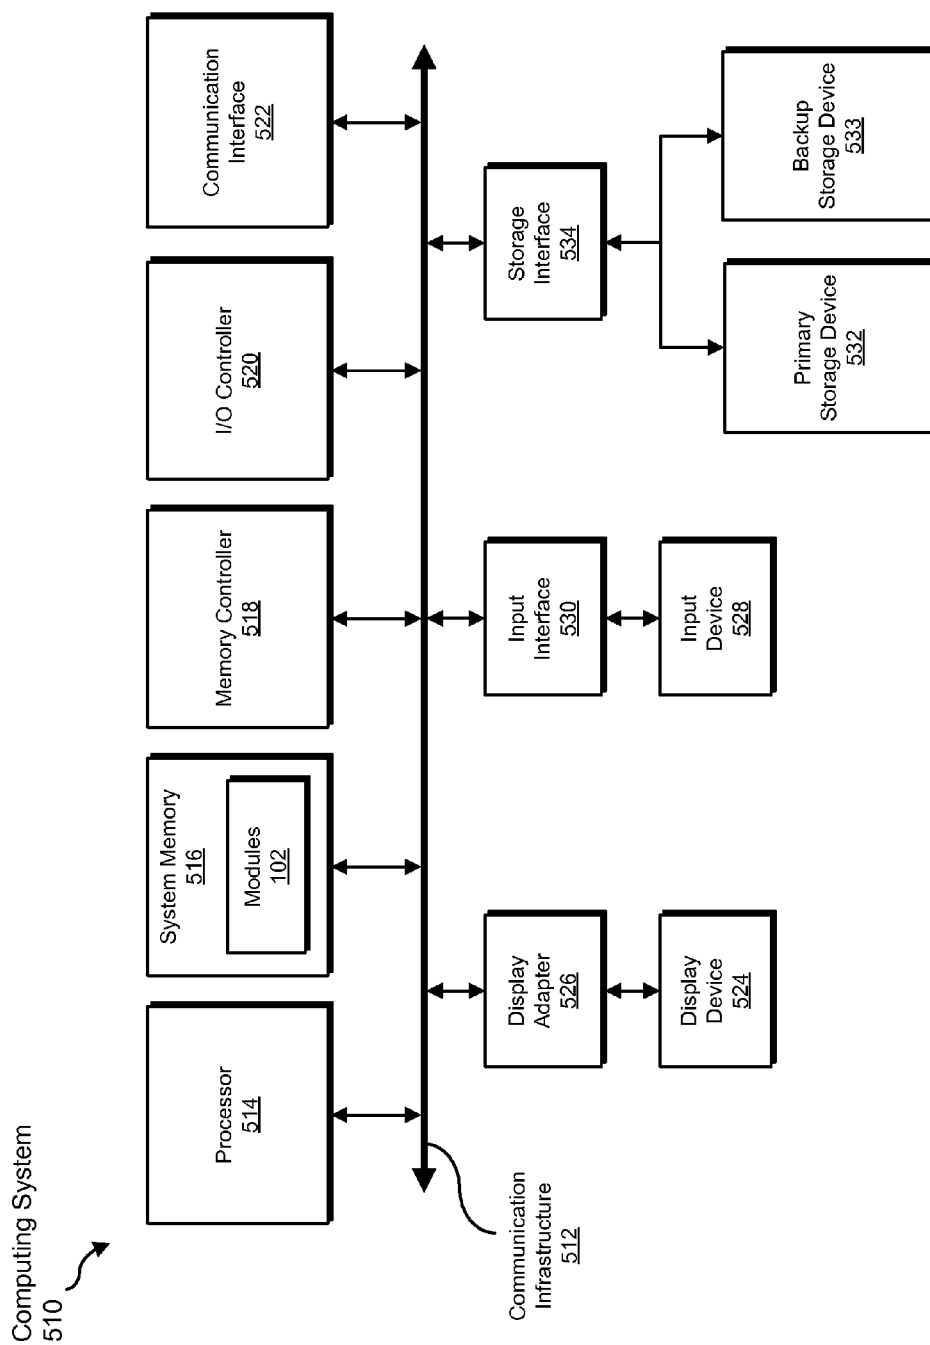 Computing System
510
Processor
514
System Memory
516
Modules
102
Memory Controller
518
I/O Controller
520
Communication
Interface
522
Communication
Infrastructure
512
Display
Adapter
526
Input
Interface
530
Storage
Interface
534
Display
Device
524
Input
Device
528
Primary
Storage Device
532
Backup
Storage Device
533